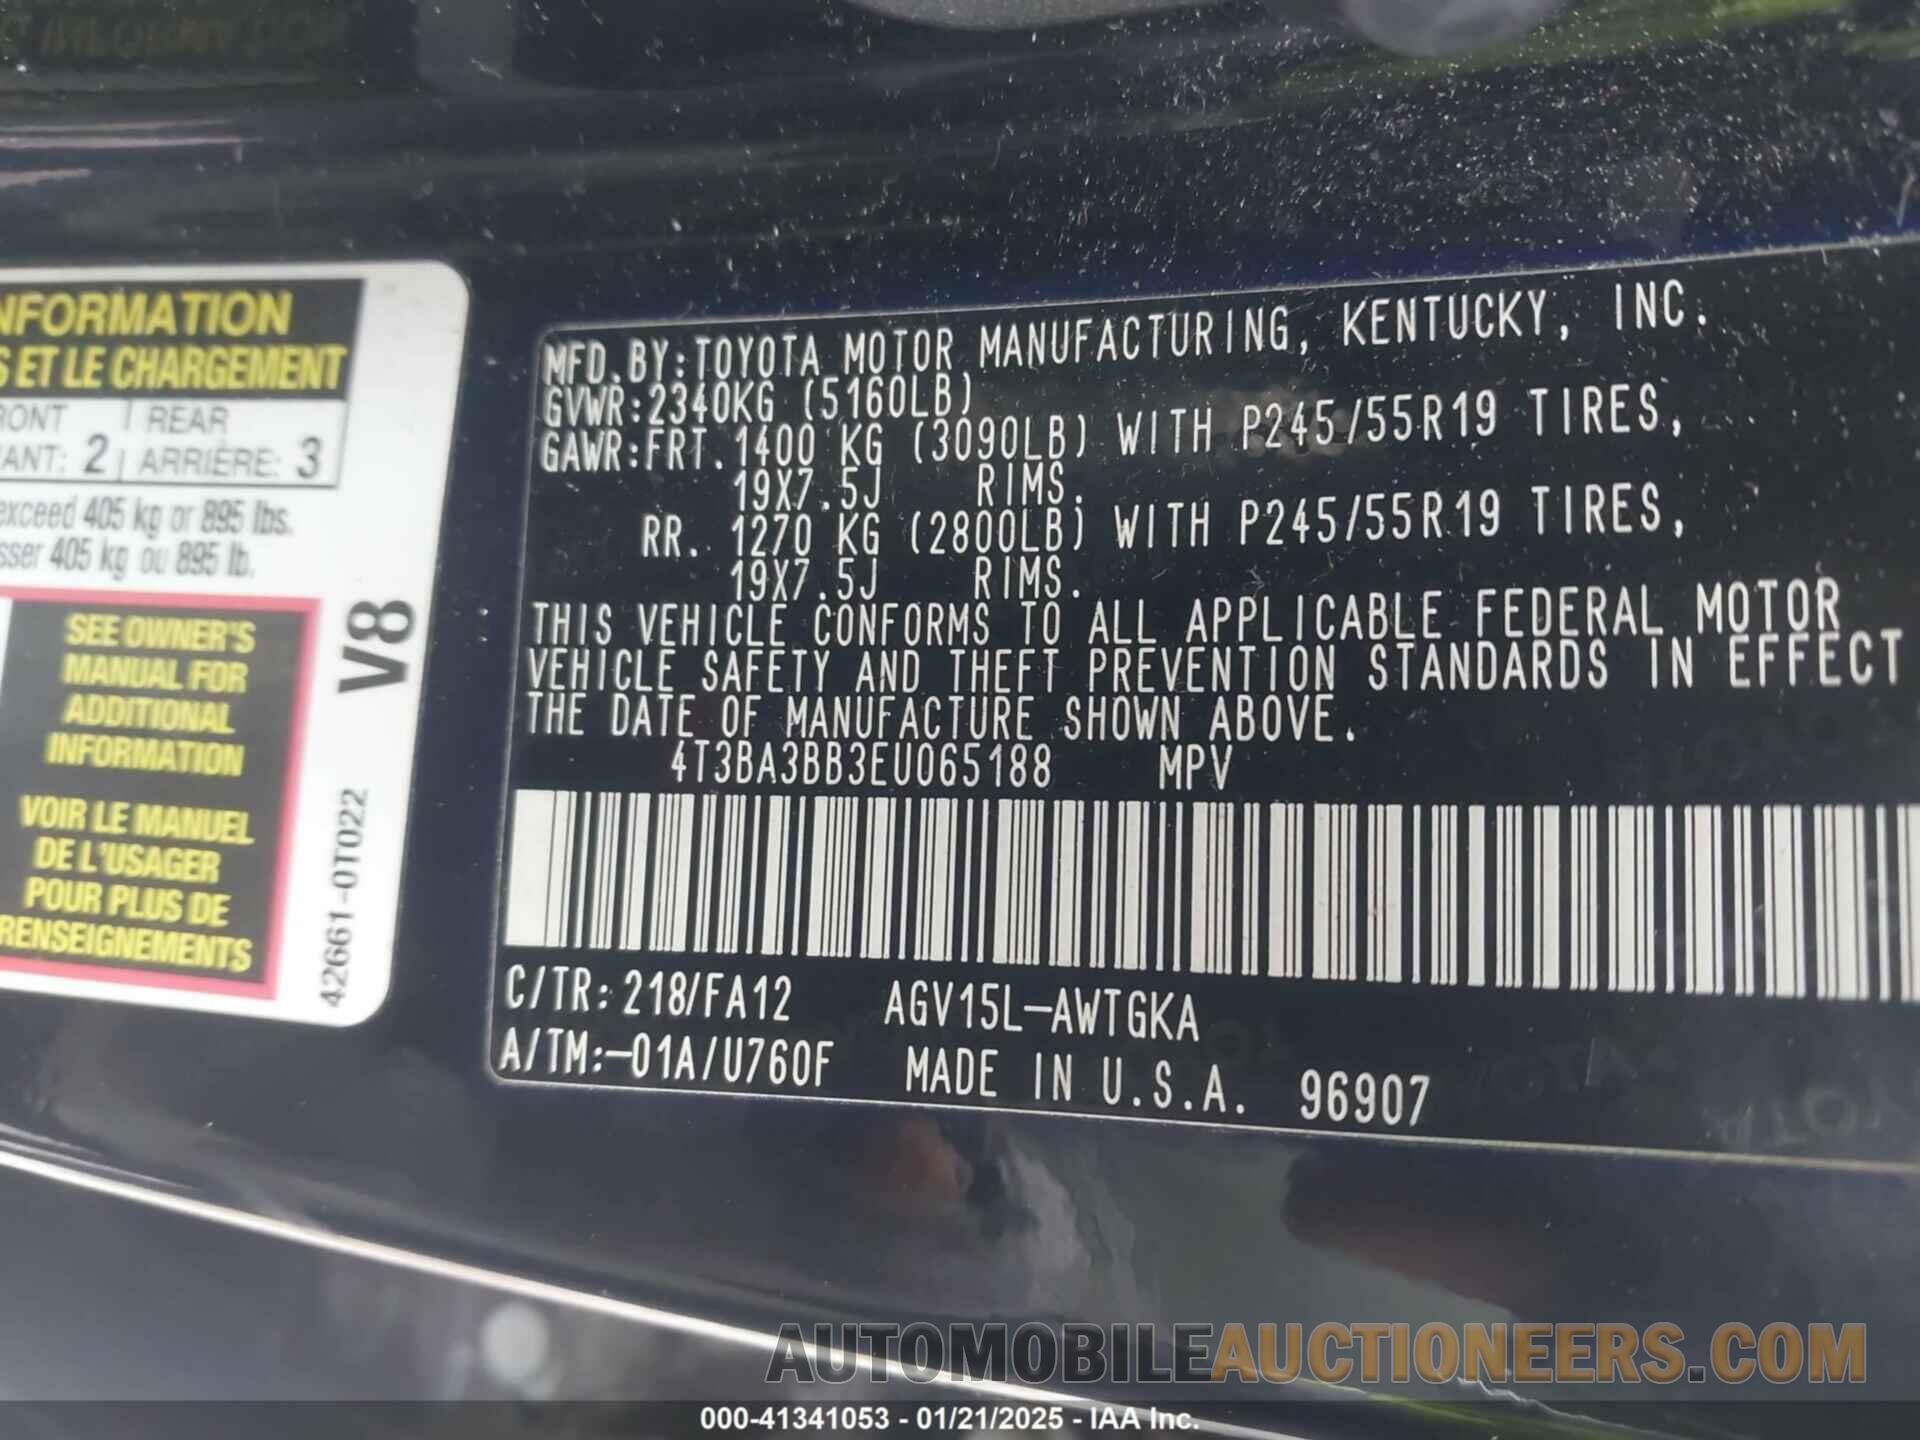 NFORMATION
S ET LE CHARGEMENT
RONT REAR
ANT: 2 ARRIÈRE: 3
exceed 405 kg or 895 lbs.
sser 405 kg ou 895 lb.
SEE OWNER'S
MANUAL FOR
ADDITIONAL
INFORMATION
VOIR LE MANUEL
DE L'USAGER
POUR PLUS DE
RENSEIGNEMENTS
V8
42661-0T022
MFD.BY:TOYOTA MOTOR MANUFACTURING, KENTUCKY, INC.
GVWR:2340KG (5160LB)
GAWR:FRT. 1400 KG (3090LB) WITH P245/55R19 TIRES,
19X7.5J RIMS.
RR. 1270 KG (2800LB) WITH P245/55R19 TIRES,
19X7.5J RIMS.
THIS VEHICLE CONFORMS TO ALL APPLICABLE FEDERAL MOTOR
VEHICLE SAFETY AND THEFT PREVENTION STANDARDS IN EFFECT
THE DATE OF MANUFACTURE SHOWN ABOVE.
4T3BA3BB3EU065188 MPV
C/TR:218/FA12 AGV15L-AWTGKA
A/TM:-01A/U760F MADE IN U.S.A. 96907
AUTOMOBILEAUCTIONEERS.COM
000-41341053 - 01/21/2025 - IAA Inc.